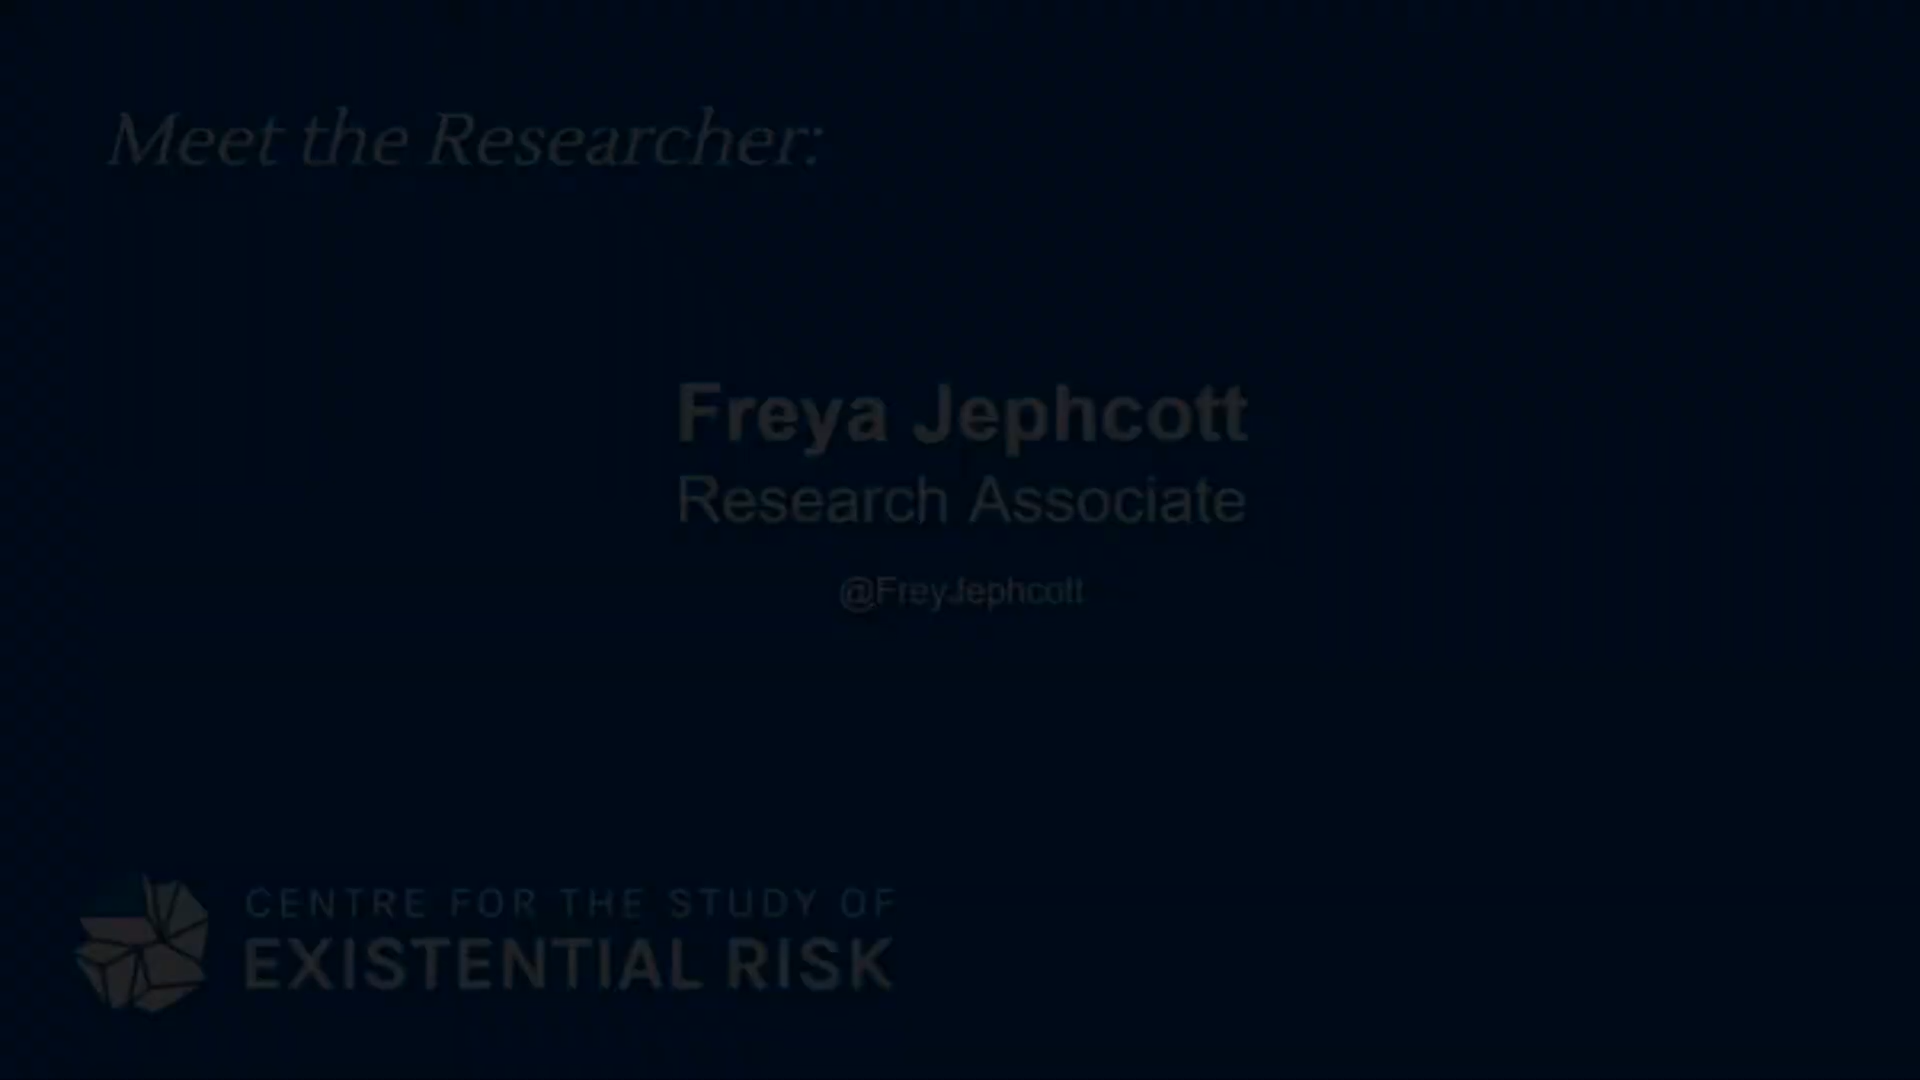 Meet the Researcher:
Freya Jephcott
Research Associate
@FreyJephcott
CENTRE FOR THE STUDY OF
EXISTENTIAL RISK